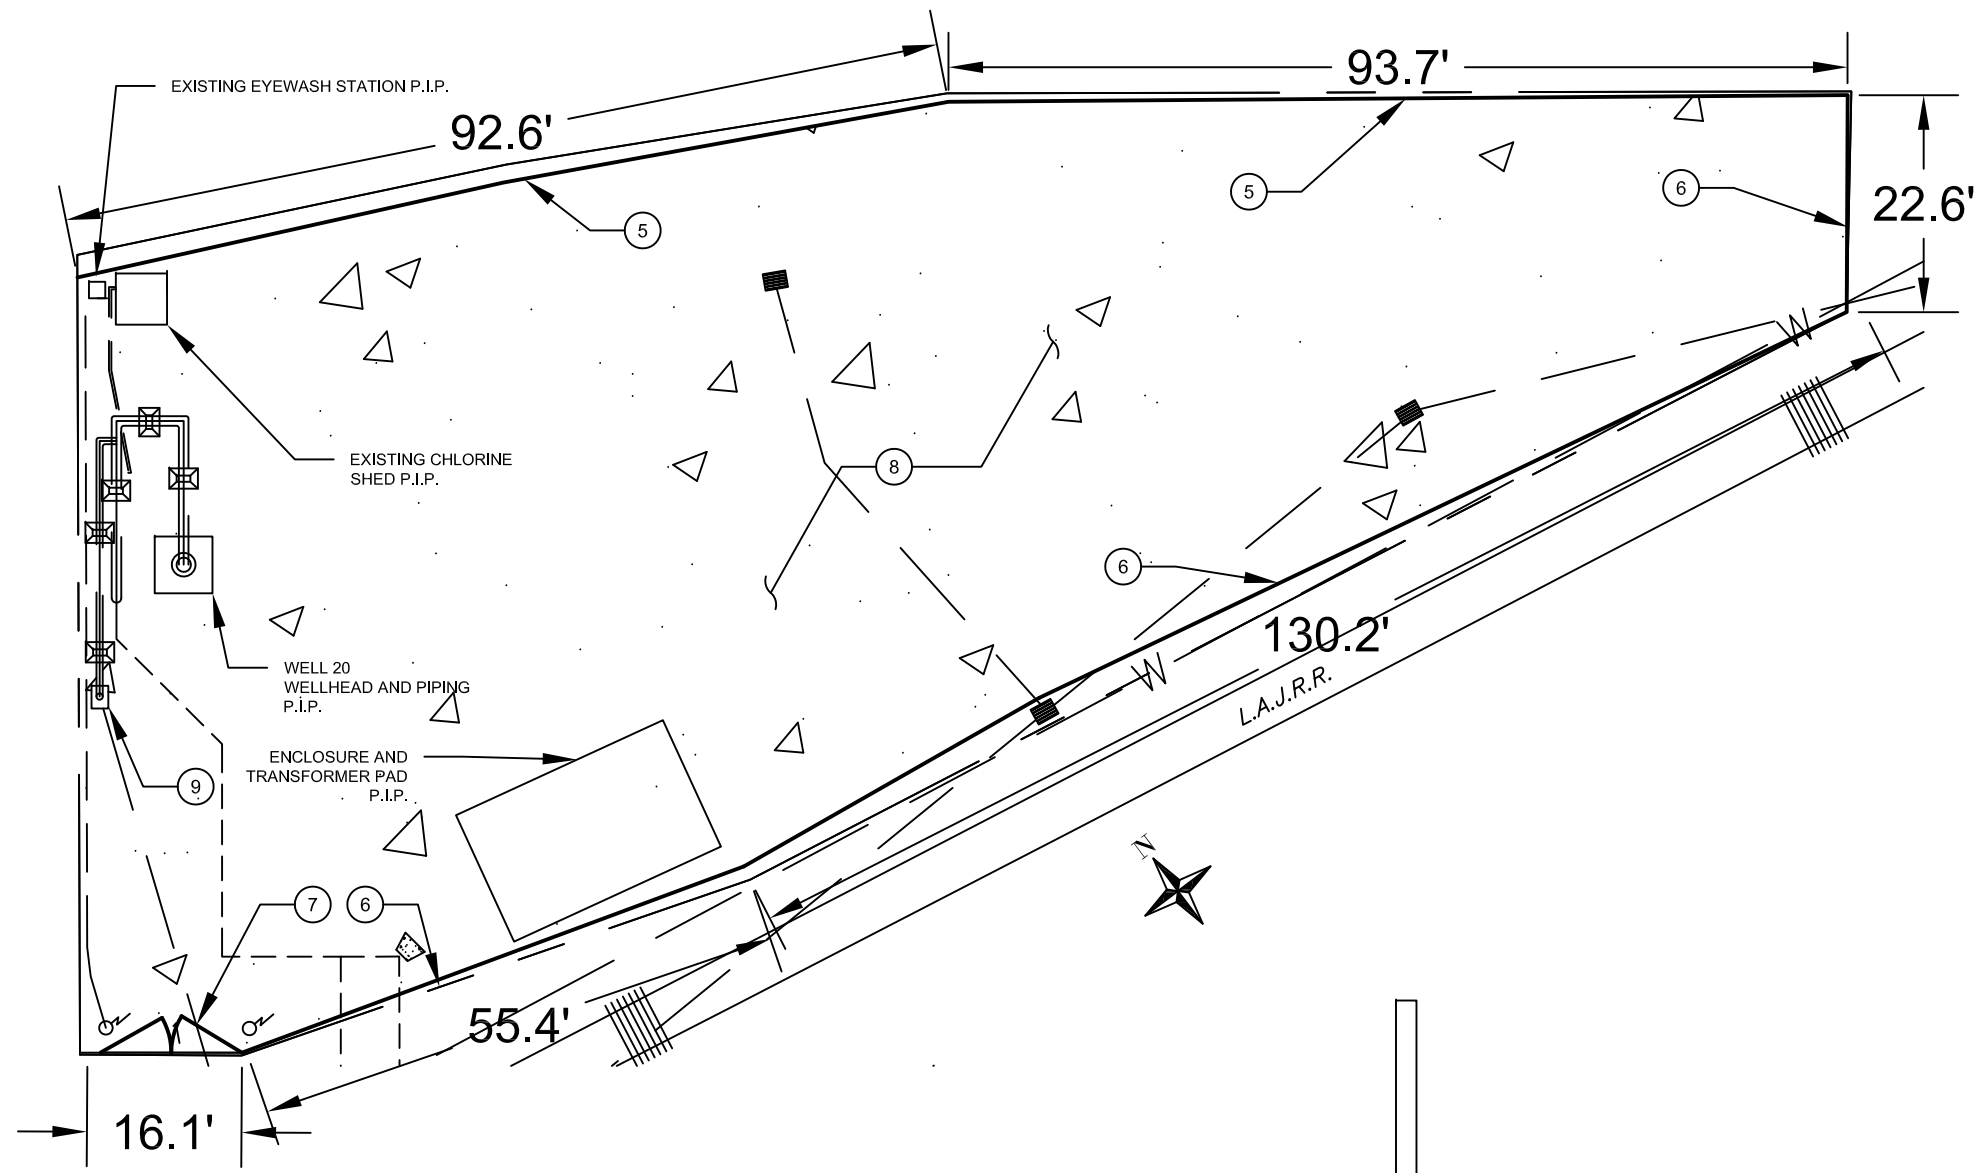 93.7'
EXISTING EYEWASH STATION P.I.P.
92.6'
5
6
22.6'
5
EXISTING CHLORINE
SHED P.I.P.
8
6
W
130.2'
WELL 20
WELLHEAD AND PIPING
P.I.P.
W
L.A.J.R.R.
ENCLOSURE AND
TRANSFORMER PAD
P.I.P.
9
N
7
6
55.4'
16.1'